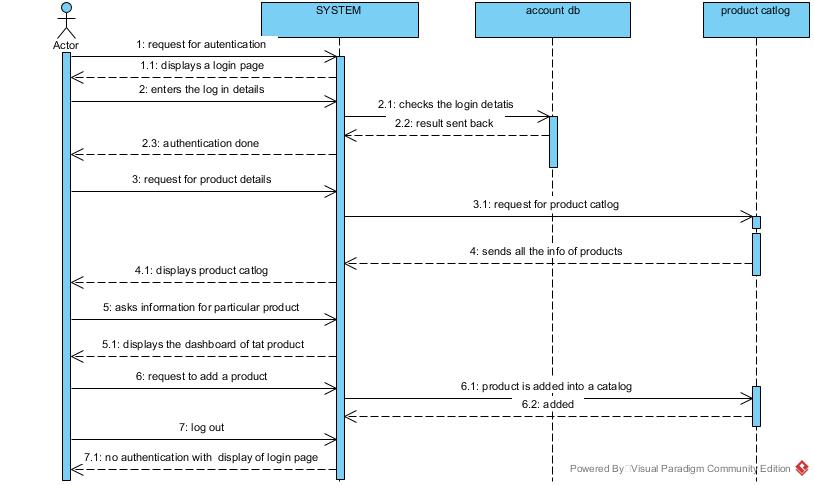 SYSTEM
account db
product catlog
Actor
1: request for autentication
1.1: displays a login page
2: enters the log in details
2.1: checks the login detatis
2.2: result sent back
2.3: authentication done
3: request for product details
3.1: request for product catlog
4: sends all the info of products
4.1: displays product catlog
5: asks information for particular product
5.1: displays the dashboard of tat product
6: request to add a product
6.1: product is added into a catalog
6.2: added
7: log out
7.1: no authentication with display of login page
Powered By Visual Paradigm Community Edition